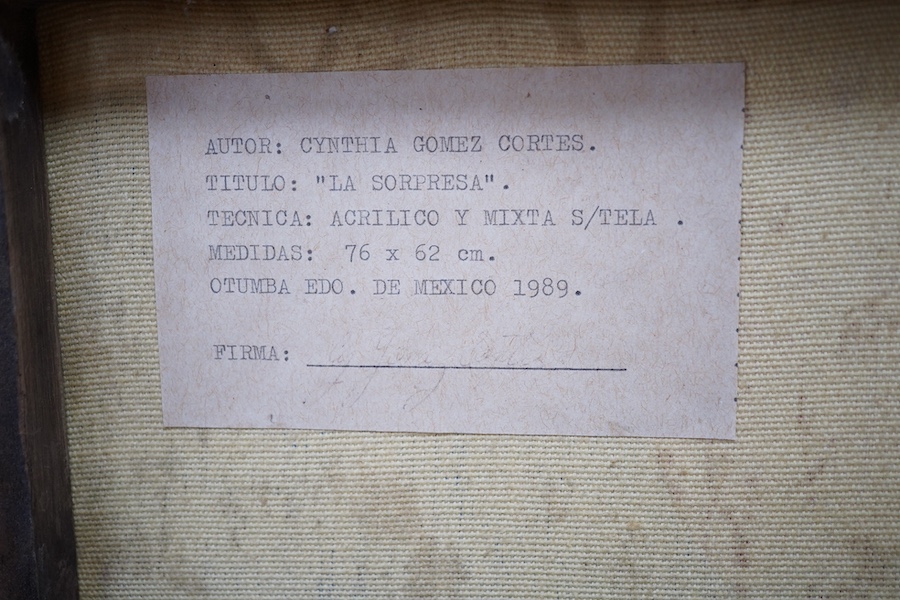 AUTOR: CYNTHIA GOMEZ CORTES.
TITULO: "LA SORPRESA".
TECNICA: ACRILICO Y MIXTA S/TELA .
MEDIDAS: 76 x 62 cm.
OTUMBA EDO. DE MEXICO 1989.
FIRMA: